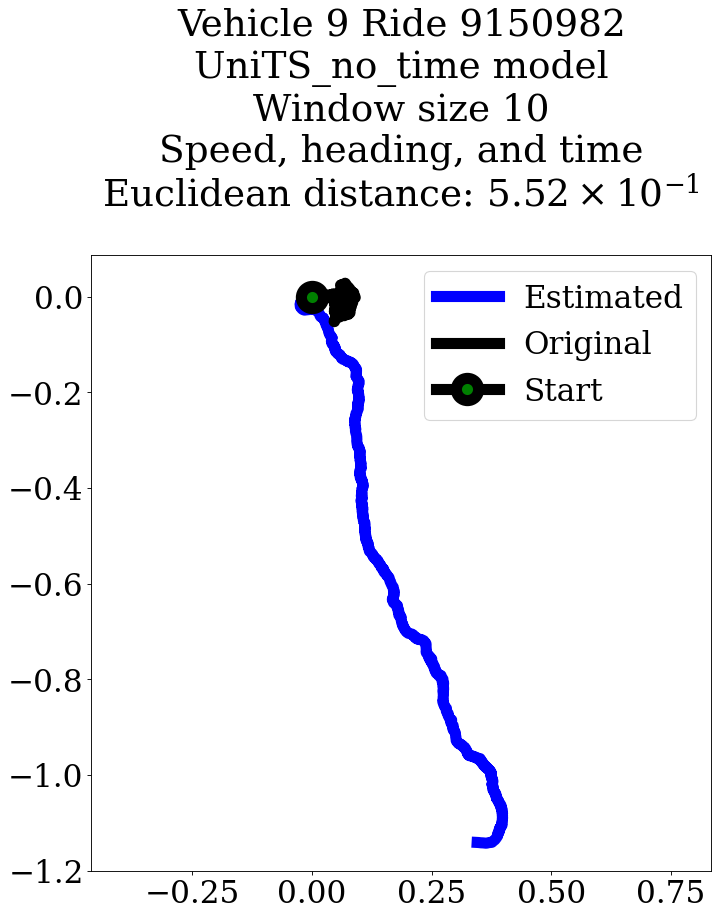 Vehicle 9 Ride 9150982
UniTS_no_time model
Window size 10
Speed, heading, and time
Euclidean distance: $5.52 \times 10^{-1}$
Estimated
Original
Start
0.0
−0.2
−0.4
−0.6
−0.8
−1.0
−1.2
−0.25 0.00 0.25 0.50 0.75